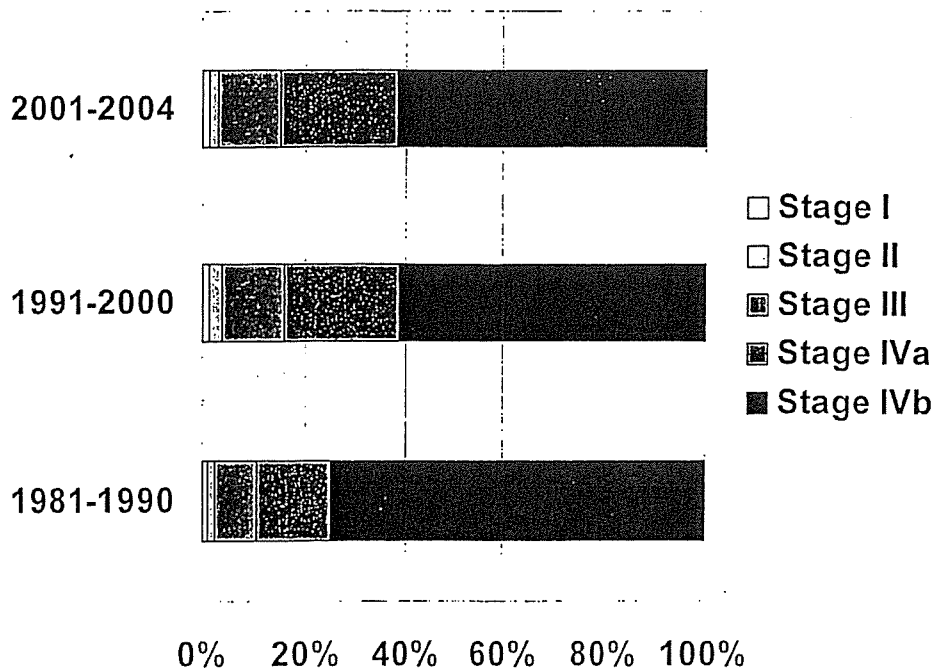 2001-2004
1991-2000
1981-1990
0% 20% 40% 60% 80% 100%
Stage I
Stage II
Stage III
Stage IVa
Stage IVb